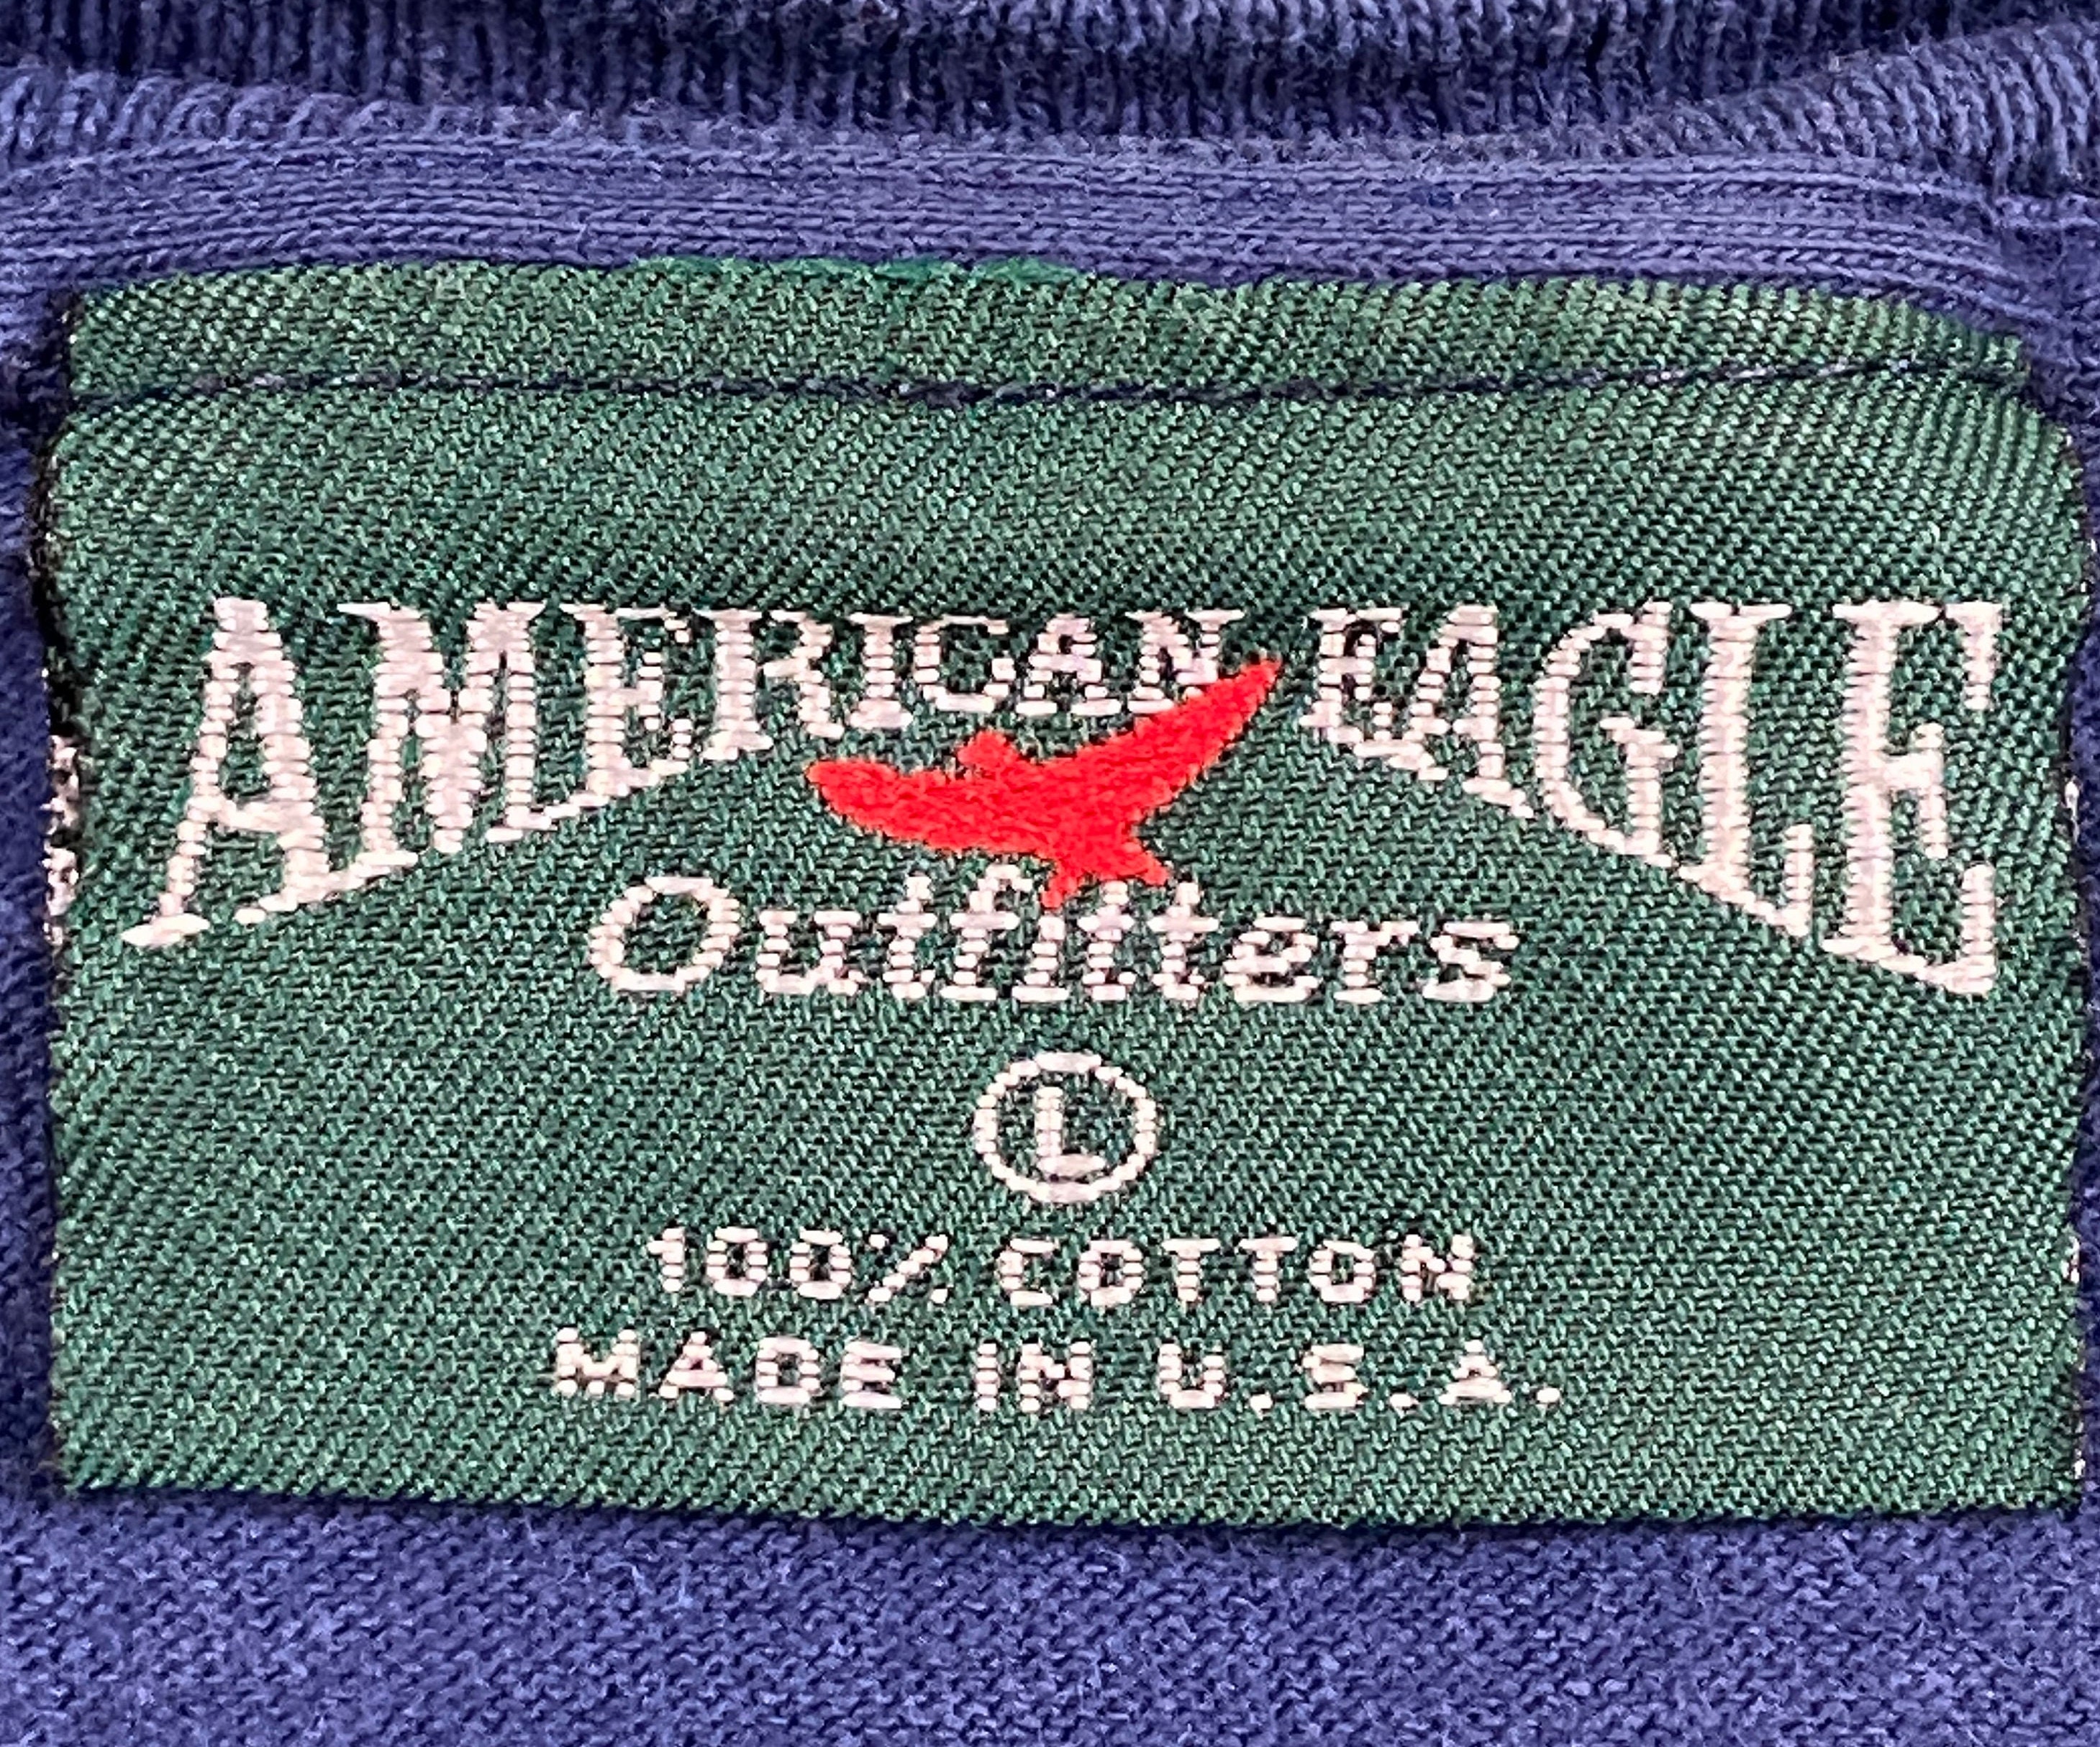 AMERICAN EAGLE
Outfitters
L
100% COTTON
MADE IN U.S.A.